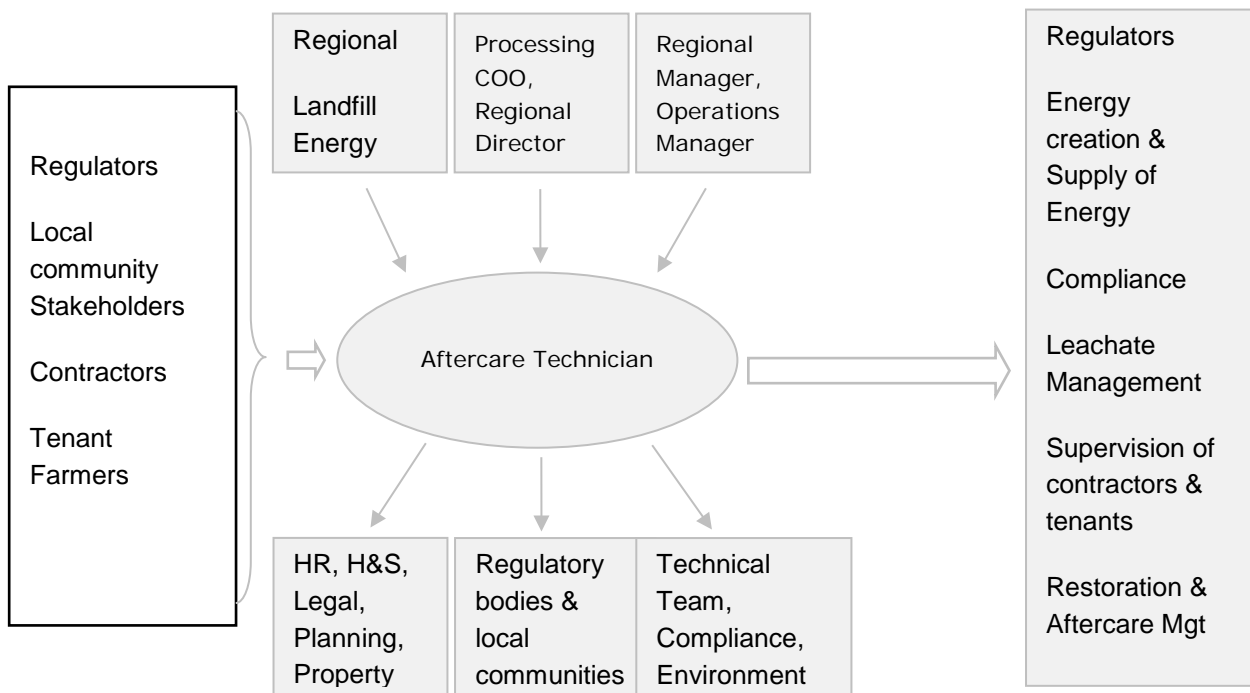 Regulators
Local
community
Stakeholders
Contractors
Tenant
Farmers
Regional
Landfill
Energy
Processing
COO,
Regional
Director
Regional
Manager,
Operations
Manager
Aftercare Technician
HR, H&S,
Legal,
Planning,
Property
Regulatory
bodies &
local
communities
Technical
Team,
Compliance,
Environment
Regulators
Energy
creation &
Supply of
Energy
Compliance
Leachate
Management
Supervision of
contractors &
tenants
Restoration &
Aftercare Mgt